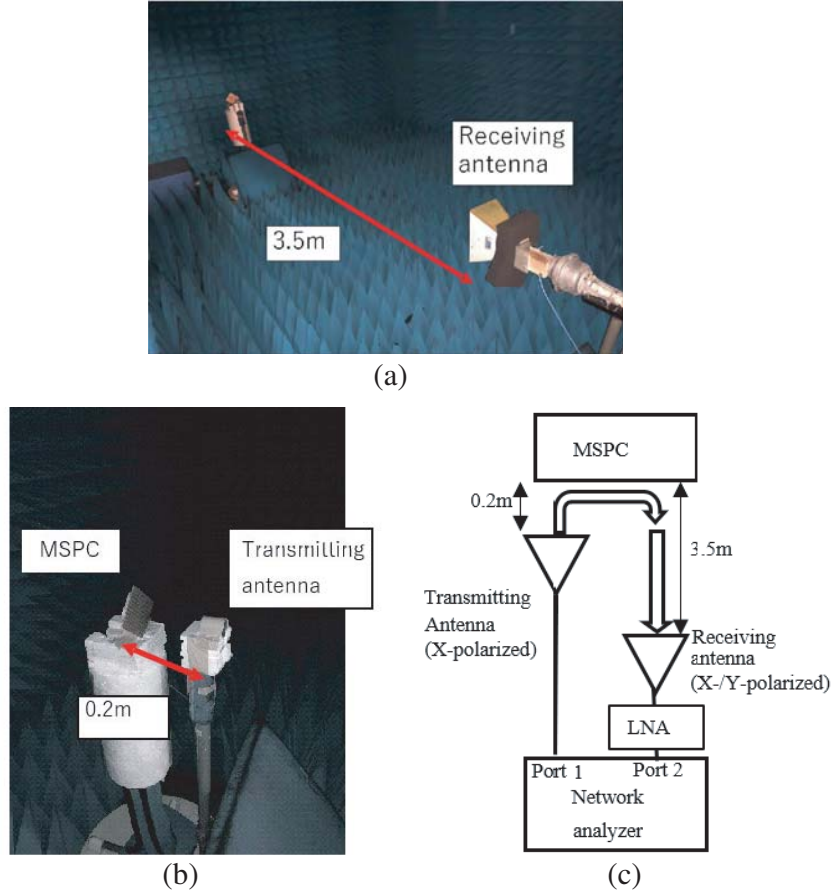 Receiving
antenna
3.5m
(a)
MSPC
Transmitting
antenna
0.2m
(b)
MSPC
0.2m
3.5m
Transmitting
Antenna
(X-polarized)
Receiving
antenna
(X-/Y-polarized)
LNA
Port 1
Port 2
Network
analyzer
(c)